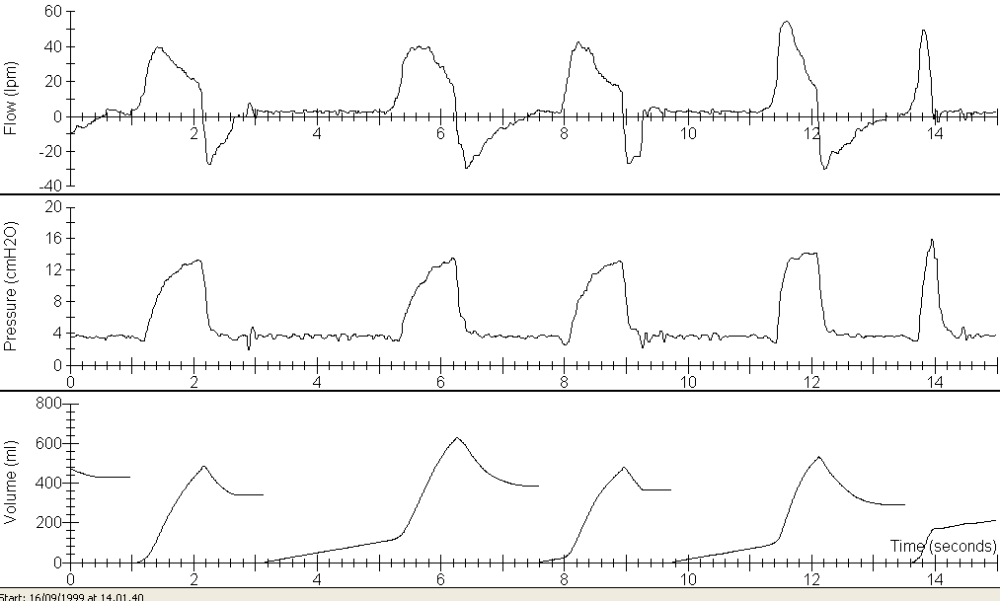 60
40
20
0
-20
-40
Flow (lpm)
2 4 6 8 10 12 14
20
16
12
8
4
0
Pressure (cmH2O)
0 2 4 6 8 10 12 14
800
600
400
200
0
Volume (ml)
Time (seconds)
0 2 4 6 8 10 12 14
Start: 16/09/1999 at 14.01.40